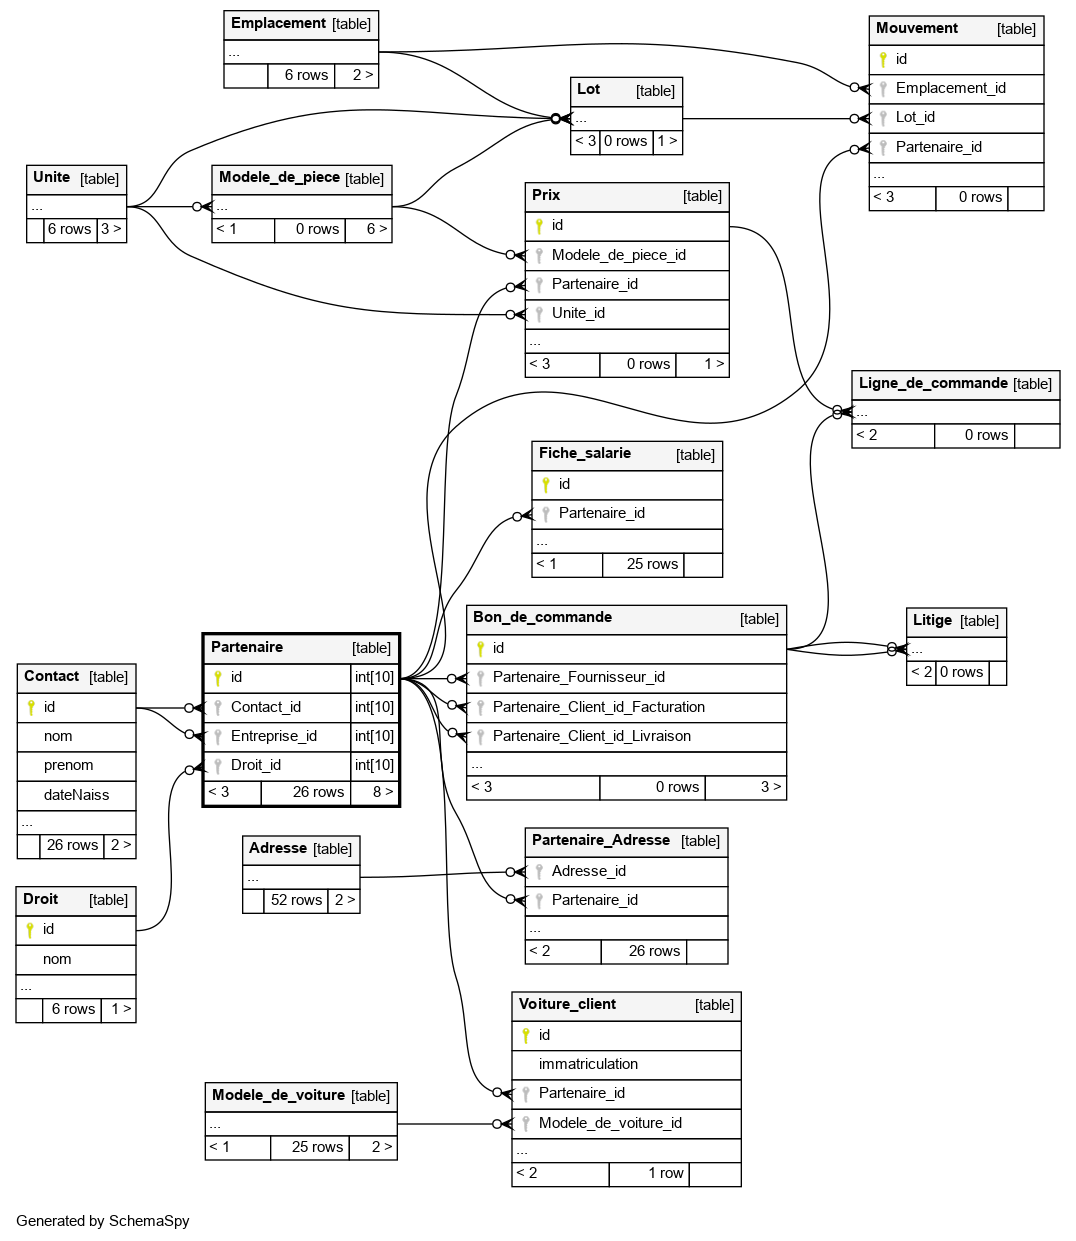 Emplacement [table]
...
6 rows 2 >
Mouvement [table]
id
Emplacement_id
Lot_id
Partenaire_id
...
< 3 0 rows
Lot [table]
...
< 3 0 rows 1 >
Unite [table]
...
6 rows 3 >
Modele_de_piece [table]
...
< 1 0 rows 6 >
Prix [table]
id
Modele_de_piece_id
Partenaire_id
Unite_id
...
< 3 0 rows 1 >
Ligne_de_commande [table]
...
< 2 0 rows
Fiche_salarie [table]
id
Partenaire_id
...
< 1 25 rows
Bon_de_commande [table]
id
Partenaire_Fournisseur_id
Partenaire_Client_id_Facturation
Partenaire_Client_id_Livraison
...
< 3 0 rows 3 >
Litige [table]
...
< 2 0 rows
Partenaire [table]
id int[10]
Contact_id int[10]
Entreprise_id int[10]
Droit_id int[10]
< 3 26 rows 8 >
Contact [table]
id
nom
prenom
dateNaiss
...
26 rows 2 >
Adresse [table]
...
52 rows 2 >
Partenaire_Adresse [table]
Adresse_id
Partenaire_id
...
< 2 26 rows
Droit [table]
id
nom
...
6 rows 1 >
Voiture_client [table]
id
immatriculation
Partenaire_id
Modele_de_voiture_id
...
< 2 1 row
Modele_de_voiture [table]
...
< 1 25 rows 2 >
Generated by SchemaSpy